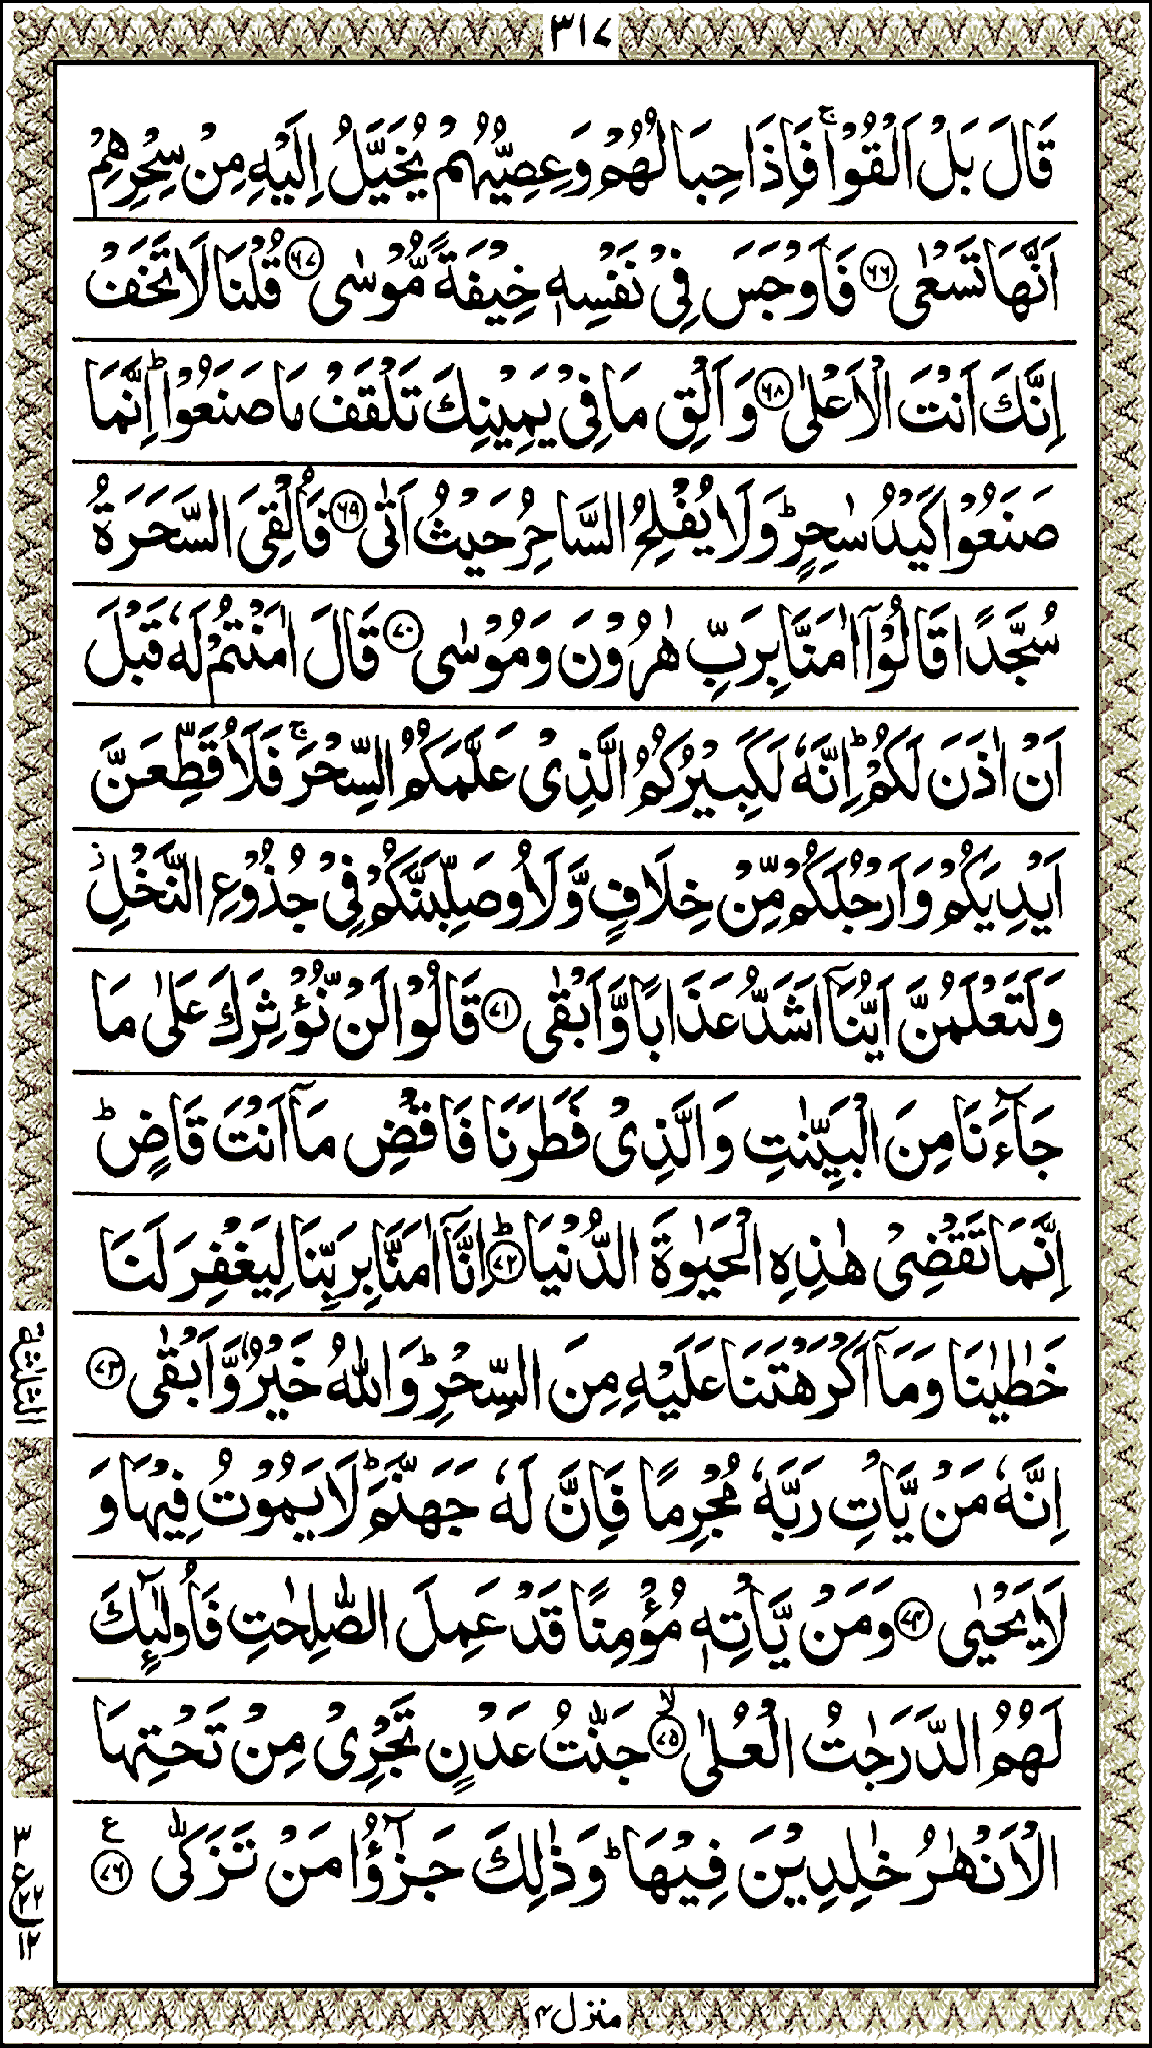 ٣١٧
قَالَ بَلْ اَلْقُوْاۚ فَاِذَا حِبَالُهُمْ وَعِصِيُّهُمْ يُخَيَّلُ اِلَيْهِ مِنْ سِحْرِهِمْ
اَنَّهَا تَسْعٰى ٦٦ فَاَوْجَسَ فِيْ نَفْسِهٖ خِيْفَةً مُّوْسٰى ٦٧ قُلْنَا لَا تَخَفْ
اِنَّكَ اَنْتَ الْاَعْلٰى ٦٨ وَاَلْقِ مَا فِيْ يَمِيْنِكَ تَلْقَفْ مَا صَنَعُوْاؕ اِنَّمَا
صَنَعُوْا كَيْدُ سٰحِرٍؕ وَلَا يُفْلِحُ السَّاحِرُ حَيْثُ اَتٰى ٦٩ فَاُلْقِيَ السَّحَرَةُ
سُجَّدًا قَالُوْۤا اٰمَنَّا بِرَبِّ هٰرُوْنَ وَمُوْسٰى ٧٠ قَالَ اٰمَنْتُمْ لَهٗ قَبْلَ
اَنْ اٰذَنَ لَكُمْؕ اِنَّهٗ لَكَبِيْرُكُمُ الَّذِيْ عَلَّمَكُمُ السِّحْرَۚ فَلَاُقَطِّعَنَّ
اَيْدِيَكُمْ وَاَرْجُلَكُمْ مِّنْ خِلَافٍ وَّلَاُوصَلِّبَنَّكُمْ فِيْ جُذُوْعِ النَّخْلِز
وَلَتَعْلَمُنَّ اَيُّنَاۤ اَشَدُّ عَذَابًا وَّاَبْقٰى ٧١ قَالُوْا لَنْ نُّؤْثِرَكَ عَلٰى مَا
جَآءَنَا مِنَ الْبَيِّنٰتِ وَالَّذِيْ فَطَرَنَا فَاقْضِ مَاۤ اَنْتَ قَاضٍؕ
اِنَّمَا تَقْضِيْ هٰذِهِ الْحَيٰوةَ الدُّنْيَاؕ ٧٢ اِنَّاۤ اٰمَنَّا بِرَبِّنَا لِيَغْفِرَ لَنَا
خَطٰيٰنَا وَمَاۤ اَكْرَهْتَنَا عَلَيْهِ مِنَ السِّحْرِؕ وَاللّٰهُ خَيْرٌ وَّاَبْقٰى ٧٣
اِنَّهٗ مَنْ يَّاْتِ رَبَّهٗ مُجْرِمًا فَاِنَّ لَهٗ جَهَنَّمَؕ لَا يَمُوْتُ فِيْهَا وَ
لَا يَحْيٰى ٧٤ وَمَنْ يَّاْتِهٖ مُؤْمِنًا قَدْ عَمِلَ الصّٰلِحٰتِ فَاُولٰٓئِكَ
لَهُمُ الدَّرَجٰتُ الْعُلٰىۙ ٧٥ جَنّٰتُ عَدْنٍ تَجْرِيْ مِنْ تَحْتِهَا
الْاَنْهٰرُ خٰلِدِيْنَ فِيْهَاؕ وَذٰلِكَ جَزٰٓؤُا مَنْ تَزَكّٰى ع ٧٦
الثلثة
٣
ع
٢٢
١٢
منزل ٤